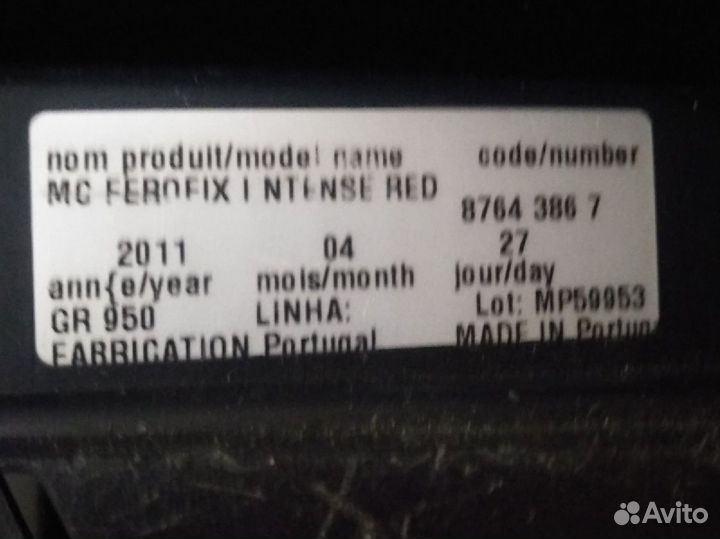 nom produit/model name code/number
MC FEROFIX I NTENSE RED
8764 386 7
2011 04 27
ann{e/year mois/month jour/day
GR 950 LINHA: Lot: MP59953
FABRICATION Portugal MADE IN Portug
Avito